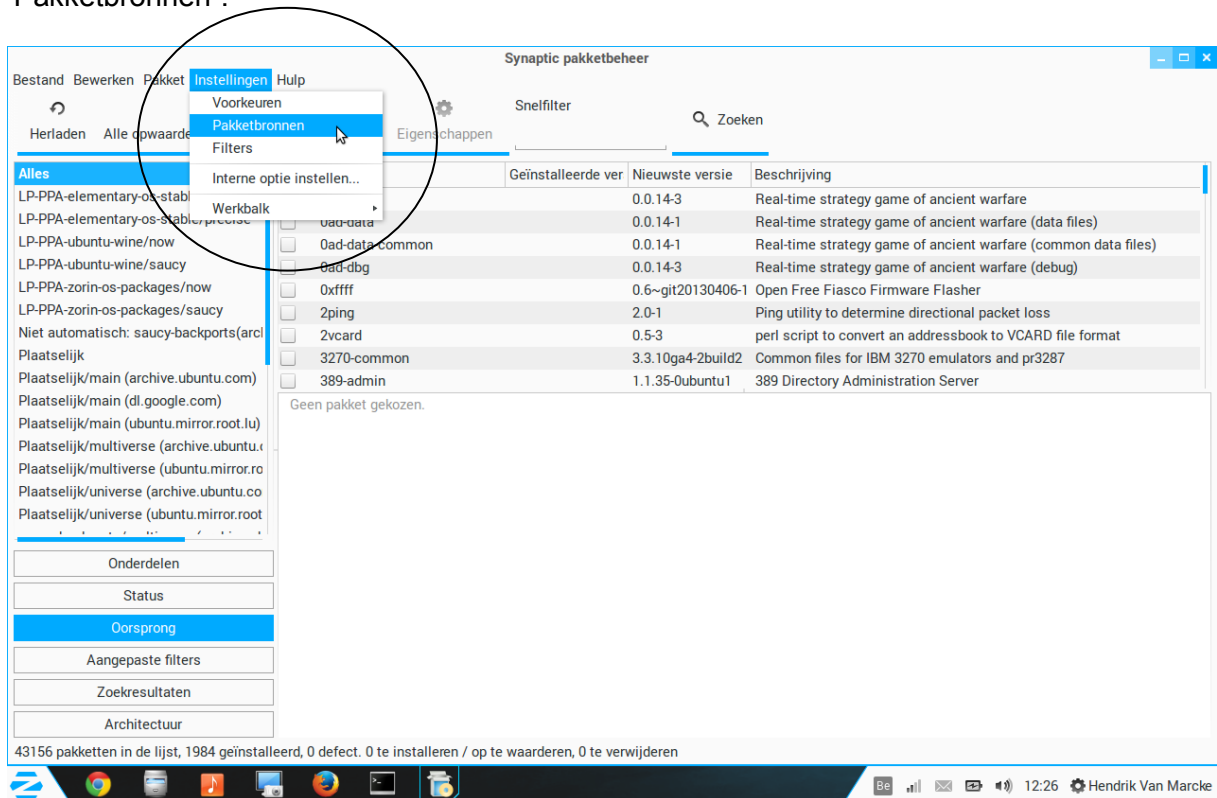 Pakketbronnen".
Synaptic pakketbeheer
Bestand Bewerken Pakket Instellingen Hulp
Voorkeuren
Pakketbronnen
Filters
Interne optie instellen...
Werkbalk
Herladen Alle opwaarde Eigenschappen
Snelfilter
Zoeken
Alles
LP-PPA-elementary-os-stab
LP-PPA-elementary-os-stable/precise
LP-PPA-ubuntu-wine/now
LP-PPA-ubuntu-wine/saucy
LP-PPA-zorin-os-packages/now
LP-PPA-zorin-os-packages/saucy
Niet automatisch: saucy-backports(arcl
Plaatselijk
Plaatselijk/main (archive.ubuntu.com)
Plaatselijk/main (dl.google.com)
Plaatselijk/main (ubuntu.mirror.root.lu)
Plaatselijk/multiverse (archive.ubuntu.c
Plaatselijk/multiverse (ubuntu.mirror.ro
Plaatselijk/universe (archive.ubuntu.co
Plaatselijk/universe (ubuntu.mirror.root
Onderdelen
Status
Oorsprong
Aangepaste filters
Zoekresultaten
Architectuur
Geïnstalleerde ver Nieuwste versie Beschrijving
0.0.14-3 Real-time strategy game of ancient warfare
0ad-data 0.0.14-1 Real-time strategy game of ancient warfare (data files)
0ad-data-common 0.0.14-1 Real-time strategy game of ancient warfare (common data files)
0ad-dbg 0.0.14-3 Real-time strategy game of ancient warfare (debug)
0xffff 0.6~git20130406-1 Open Free Fiasco Firmware Flasher
2ping 2.0-1 Ping utility to determine directional packet loss
2vcard 0.5-3 perl script to convert an addressbook to VCARD file format
3270-common 3.3.10ga4-2build2 Common files for IBM 3270 emulators and pr3287
389-admin 1.1.35-0ubuntu1 389 Directory Administration Server
Geen pakket gekozen.
43156 pakketten in de lijst, 1984 geïnstalleerd, 0 defect. 0 te installeren / op te waarderen, 0 te verwijderen
Be 12:26 Hendrik Van Marcke